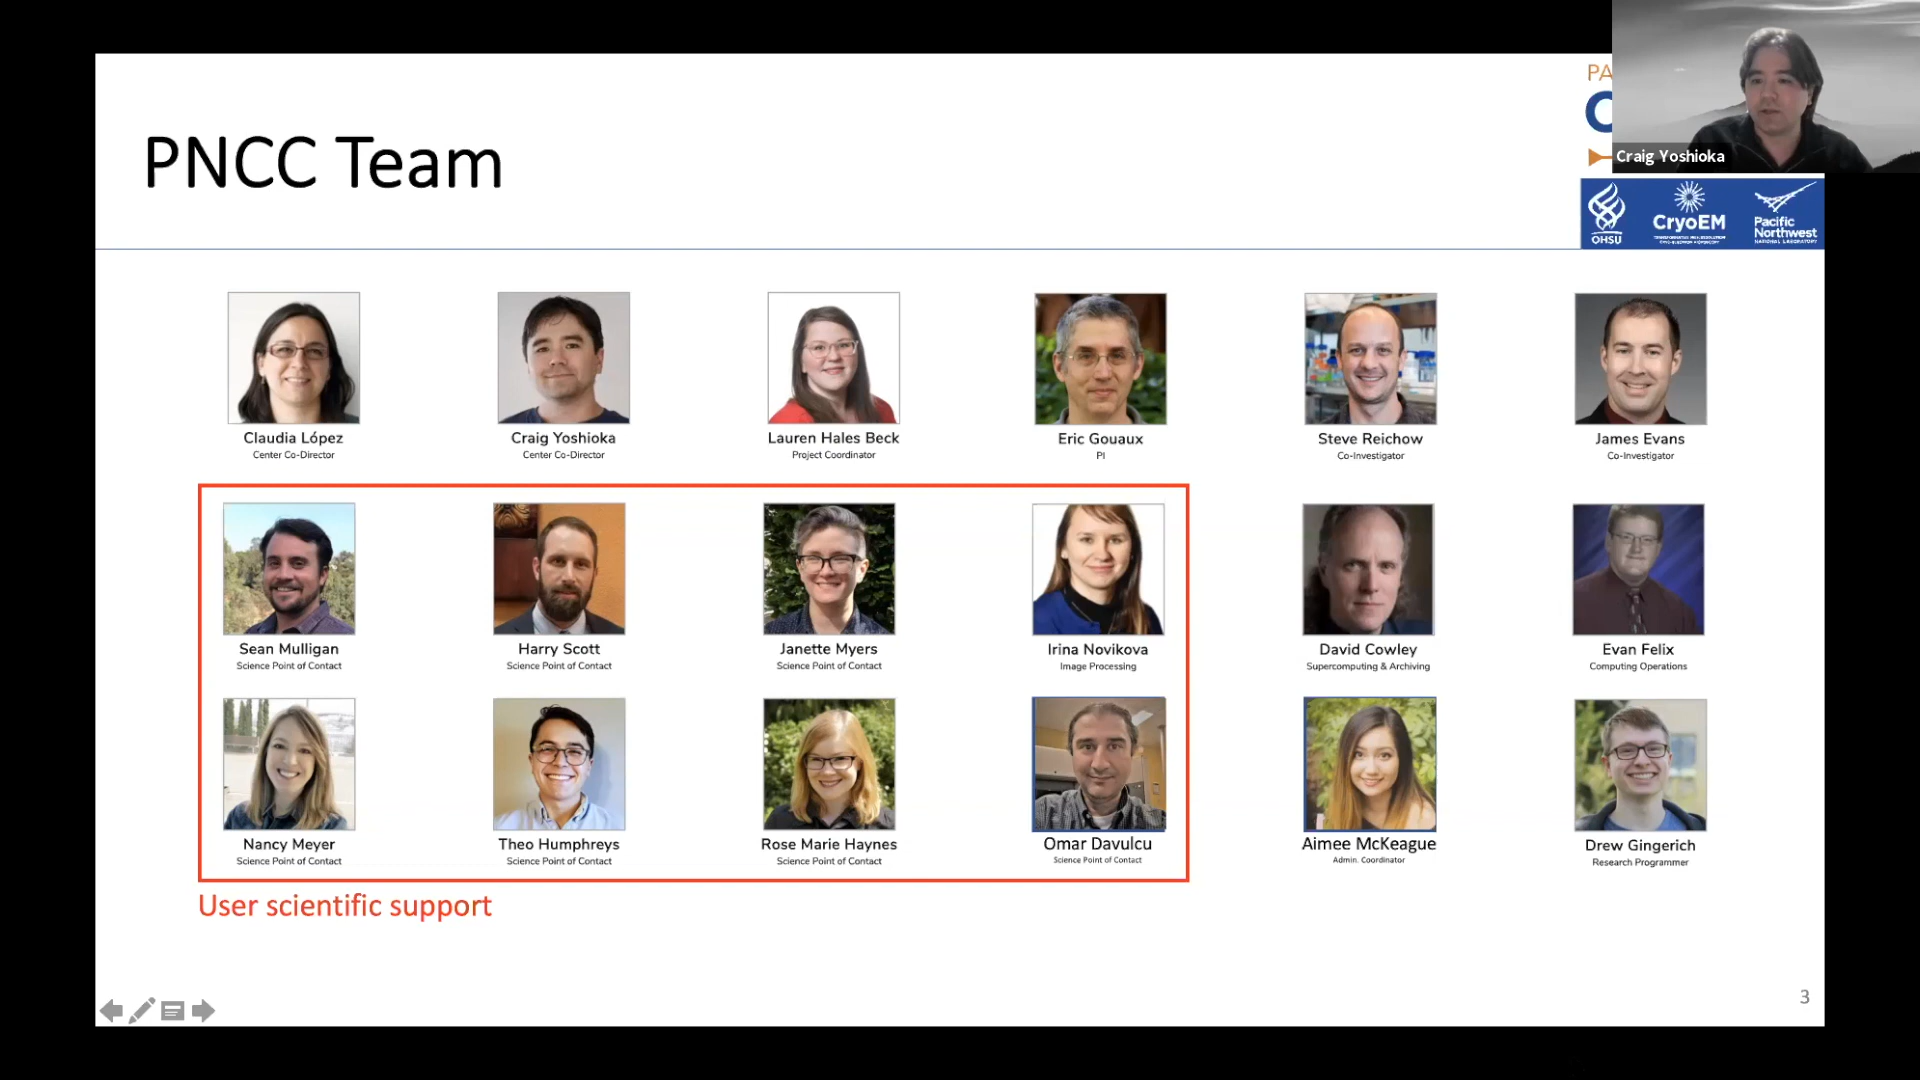 PA
Craig Yoshioka
PNCC Team
OHSU
CryoEM
Pacific
Northwest
NATIONAL LABORATORY
Claudia López
Center Co-Director
Craig Yoshioka
Center Co-Director
Lauren Hales Beck
Project Coordinator
Eric Gouaux
PI
Steve Reichow
Co-Investigator
James Evans
Co-Investigator
Sean Mulligan
Science Point of Contact
Harry Scott
Science Point of Contact
Janette Myers
Science Point of Contact
Irina Novikova
Image Processing
David Cowley
Supercomputing & Archiving
Evan Felix
Computing Operations
Nancy Meyer
Science Point of Contact
Theo Humphreys
Science Point of Contact
Rose Marie Haynes
Science Point of Contact
Omar Davulcu
Science Point of Contact
Aimee McKeague
Admin. Coordinator
Drew Gingerich
Research Programmer
User scientific support
3